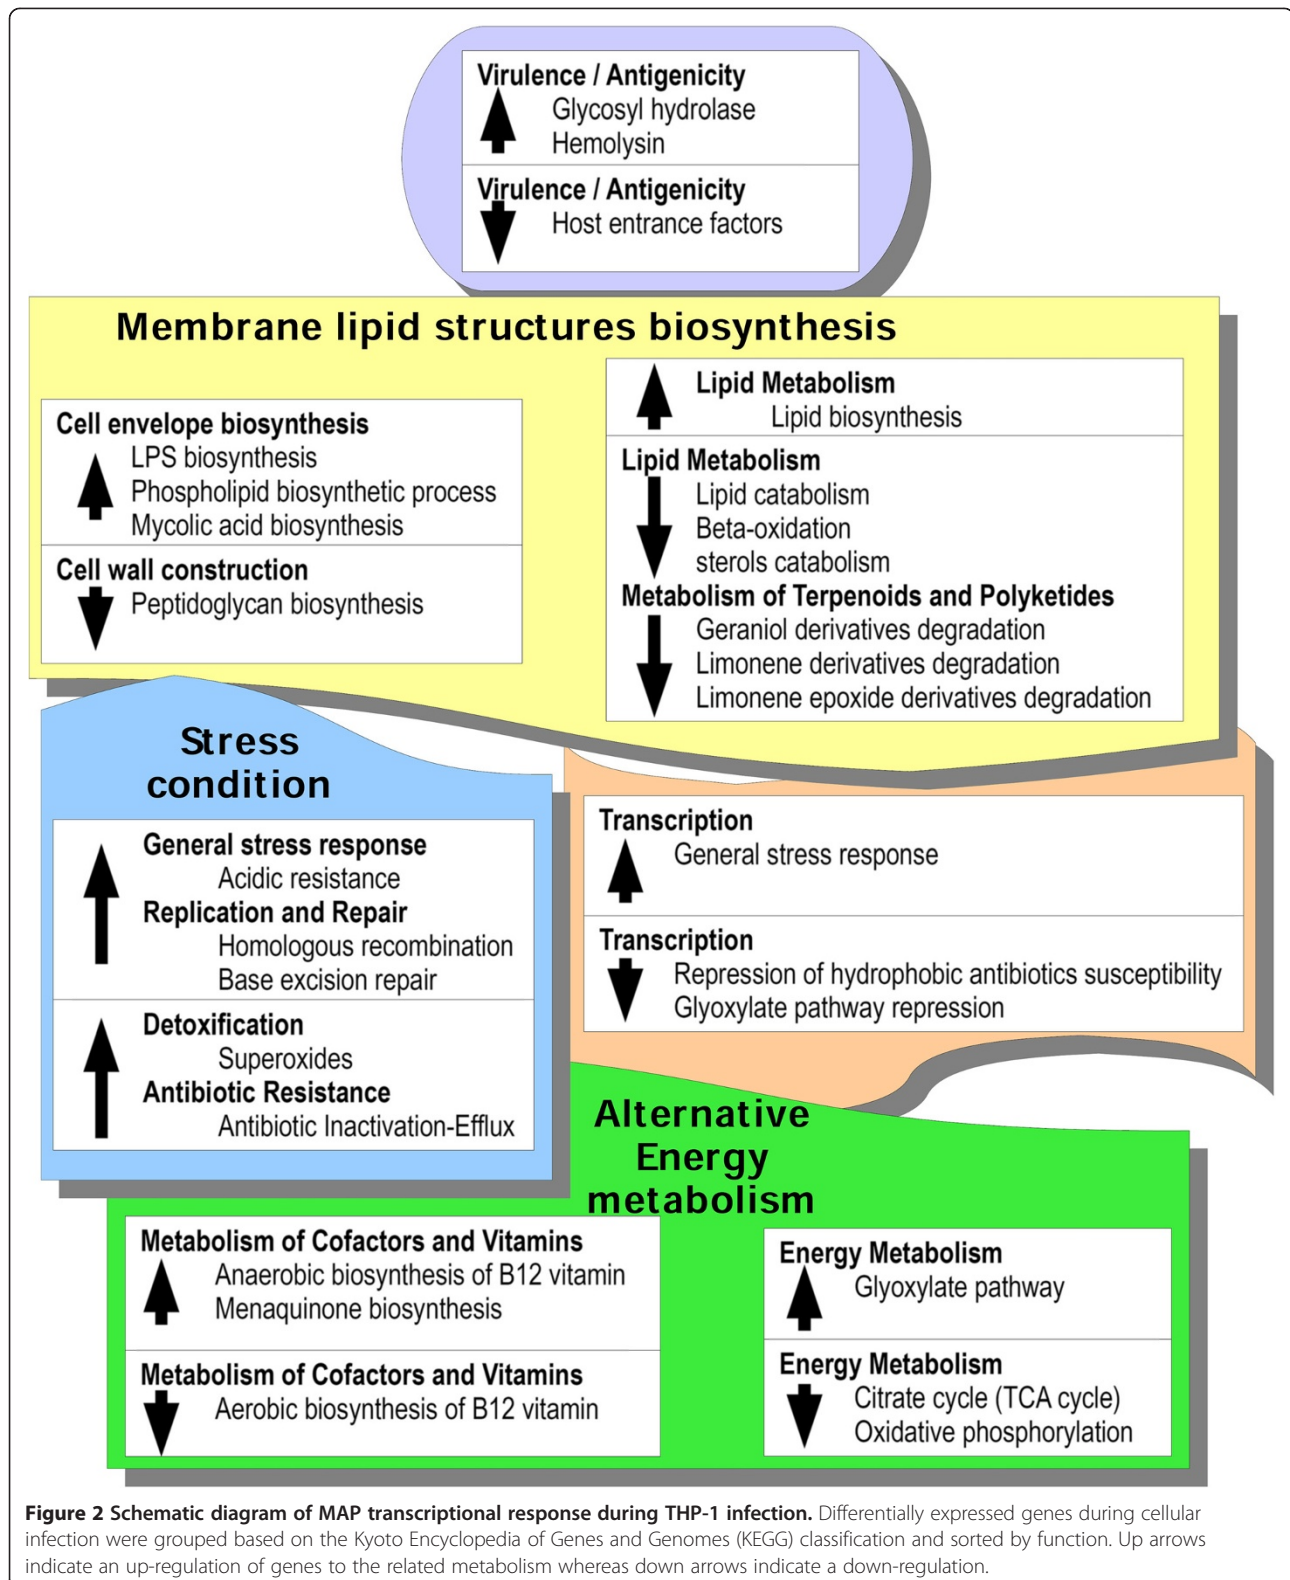 Virulence / Antigenicity
Glycosyl hydrolase
Hemolysin
Virulence / Antigenicity
Host entrance factors
Membrane lipid structures biosynthesis
Cell envelope biosynthesis
LPS biosynthesis
Phospholipid biosynthetic process
Mycolic acid biosynthesis
Cell wall construction
Peptidoglycan biosynthesis
Lipid Metabolism
Lipid biosynthesis
Lipid Metabolism
Lipid catabolism
Beta-oxidation
sterols catabolism
Metabolism of Terpenoids and Polyketides
Geraniol derivatives degradation
Limonene derivatives degradation
Limonene epoxide derivatives degradation
Stress
condition
General stress response
Acidic resistance
Replication and Repair
Homologous recombination
Base excision repair
Detoxification
Superoxides
Antibiotic Resistance
Antibiotic Inactivation-Efflux
Transcription
General stress response
Transcription
Repression of hydrophobic antibiotics susceptibility
Glyoxylate pathway repression
Alternative
Energy
metabolism
Metabolism of Cofactors and Vitamins
Anaerobic biosynthesis of B12 vitamin
Menaquinone biosynthesis
Metabolism of Cofactors and Vitamins
Aerobic biosynthesis of B12 vitamin
Energy Metabolism
Glyoxylate pathway
Energy Metabolism
Citrate cycle (TCA cycle)
Oxidative phosphorylation
Figure 2 Schematic diagram of MAP transcriptional response during THP-1 infection. Differentially expressed genes during cellular
infection were grouped based on the Kyoto Encyclopedia of Genes and Genomes (KEGG) classification and sorted by function. Up arrows
indicate an up-regulation of genes to the related metabolism whereas down arrows indicate a down-regulation.